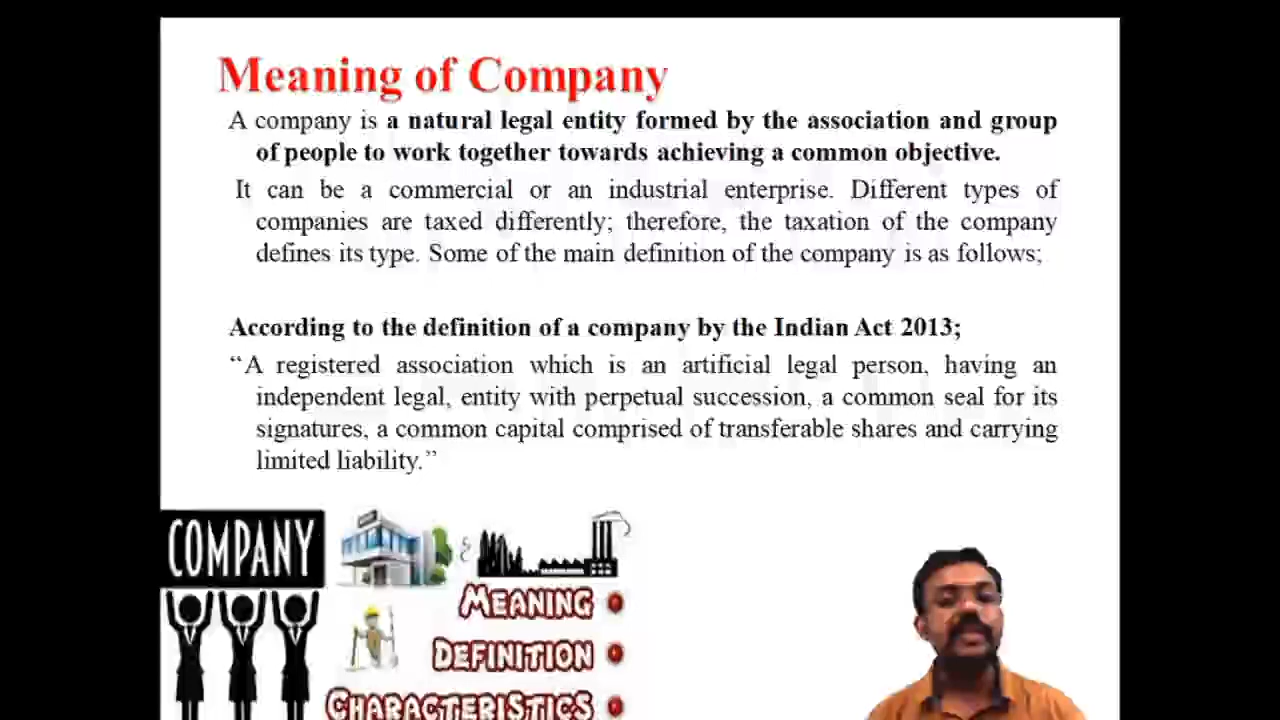 Meaning of Company
A company is a natural legal entity formed by the association and group
of people to work together towards achieving a common objective.
It can be a commercial or an industrial enterprise. Different types of
companies are taxed differently; therefore, the taxation of the company
defines its type. Some of the main definition of the company is as follows;
According to the definition of a company by the Indian Act 2013;
“A registered association which is an artificial legal person, having an
independent legal, entity with perpetual succession, a common seal for its
signatures, a common capital comprised of transferable shares and carrying
limited liability.”
COMPANY
MEANING
DEFINITION
CHARACTERISTICS